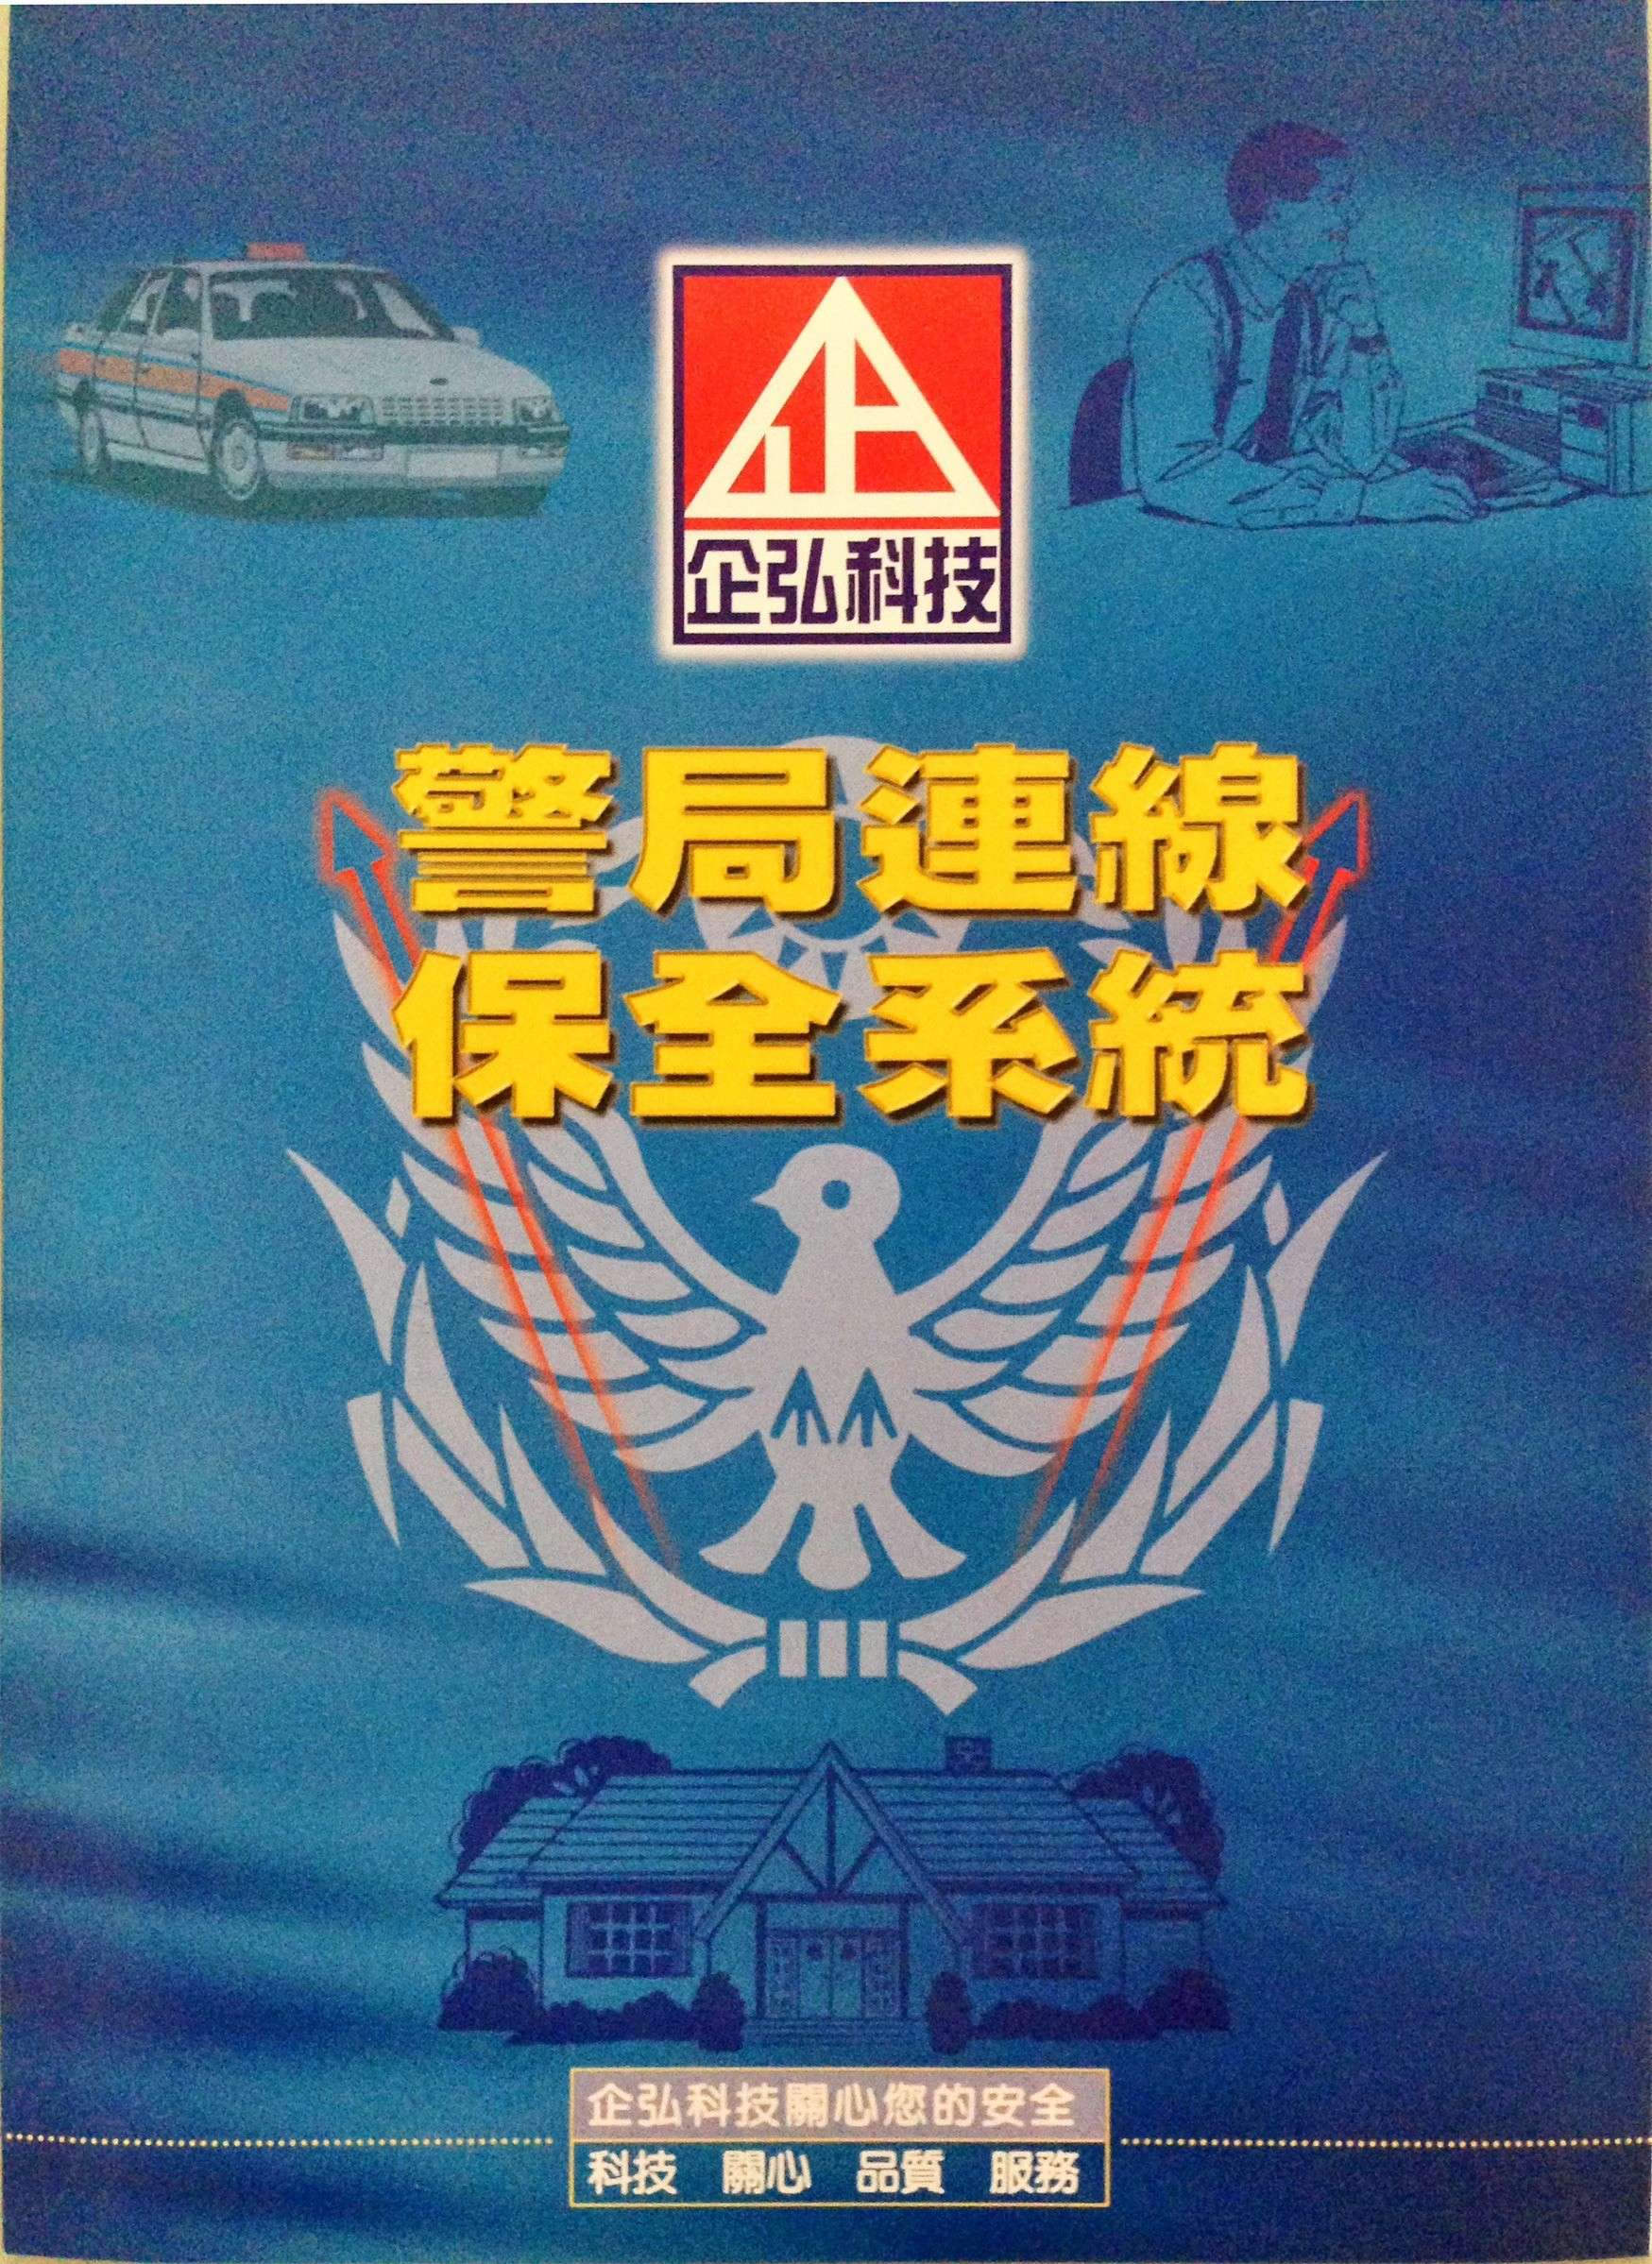 企弘科技
警局連線
保全系統
企弘科技關心您的安全
科技 關心 品質 服務